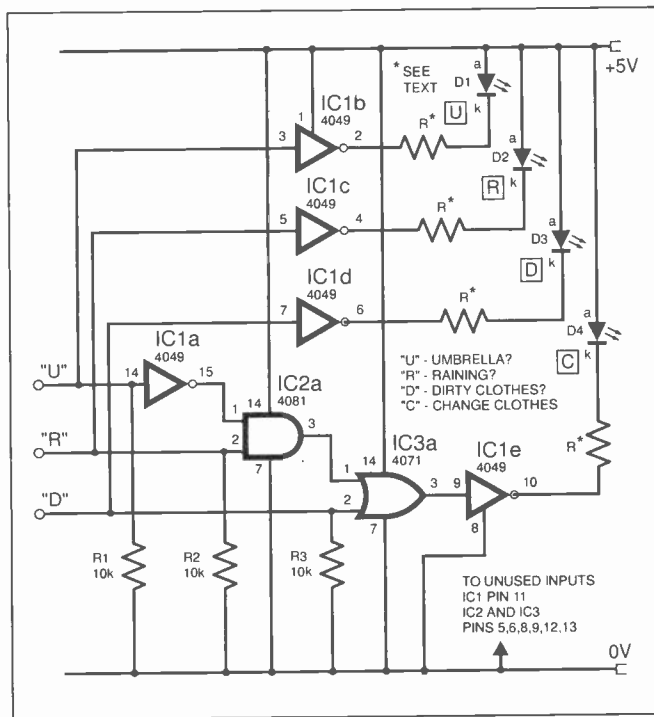 +5V
* SEE
TEXT
a
D1
k
U
IC1b
4049
1
3
2
R*
a
D2
k
R
IC1c
4049
5
4
R*
a
D3
k
D
IC1d
4049
7
6
R*
a
D4
k
C
"U" - UMBRELLA?
"R" - RAINING?
"D" - DIRTY CLOTHES?
"C" - CHANGE CLOTHES
IC1a
4049
"U"
14
15
IC2a
4081
1
14
2
3
7
"R"
"D"
IC3a
4071
1
14
2
3
7
IC1e
4049
9
10
8
R*
R1
10k
R2
10k
R3
10k
TO UNUSED INPUTS
IC1 PIN 11
IC2 AND IC3
PINS 5,6,8,9,12,13
0V